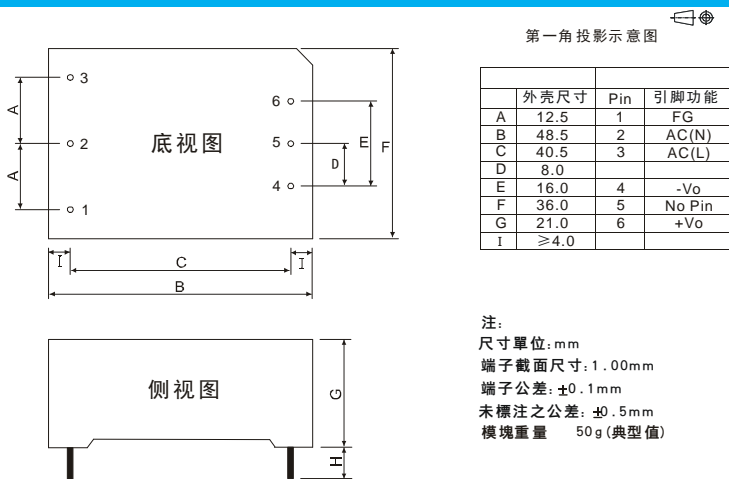 第一角投影示意图
3
2
1
6
5
4
A
A
底视图
E
F
D
I
C
I
B
侧视图
G
H
外壳尺寸 Pin 引脚功能
A 12.5 1 FG
B 48.5 2 AC(N)
C 40.5 3 AC(L)
D 8.0
E 16.0 4 -Vo
F 36.0 5 No Pin
G 21.0 6 +Vo
I ≥4.0
注:
尺寸單位:mm
端子截面尺寸:1.00mm
端子公差:±0.1mm
未標注之公差:±0.5mm
模塊重量 50g(典型值)